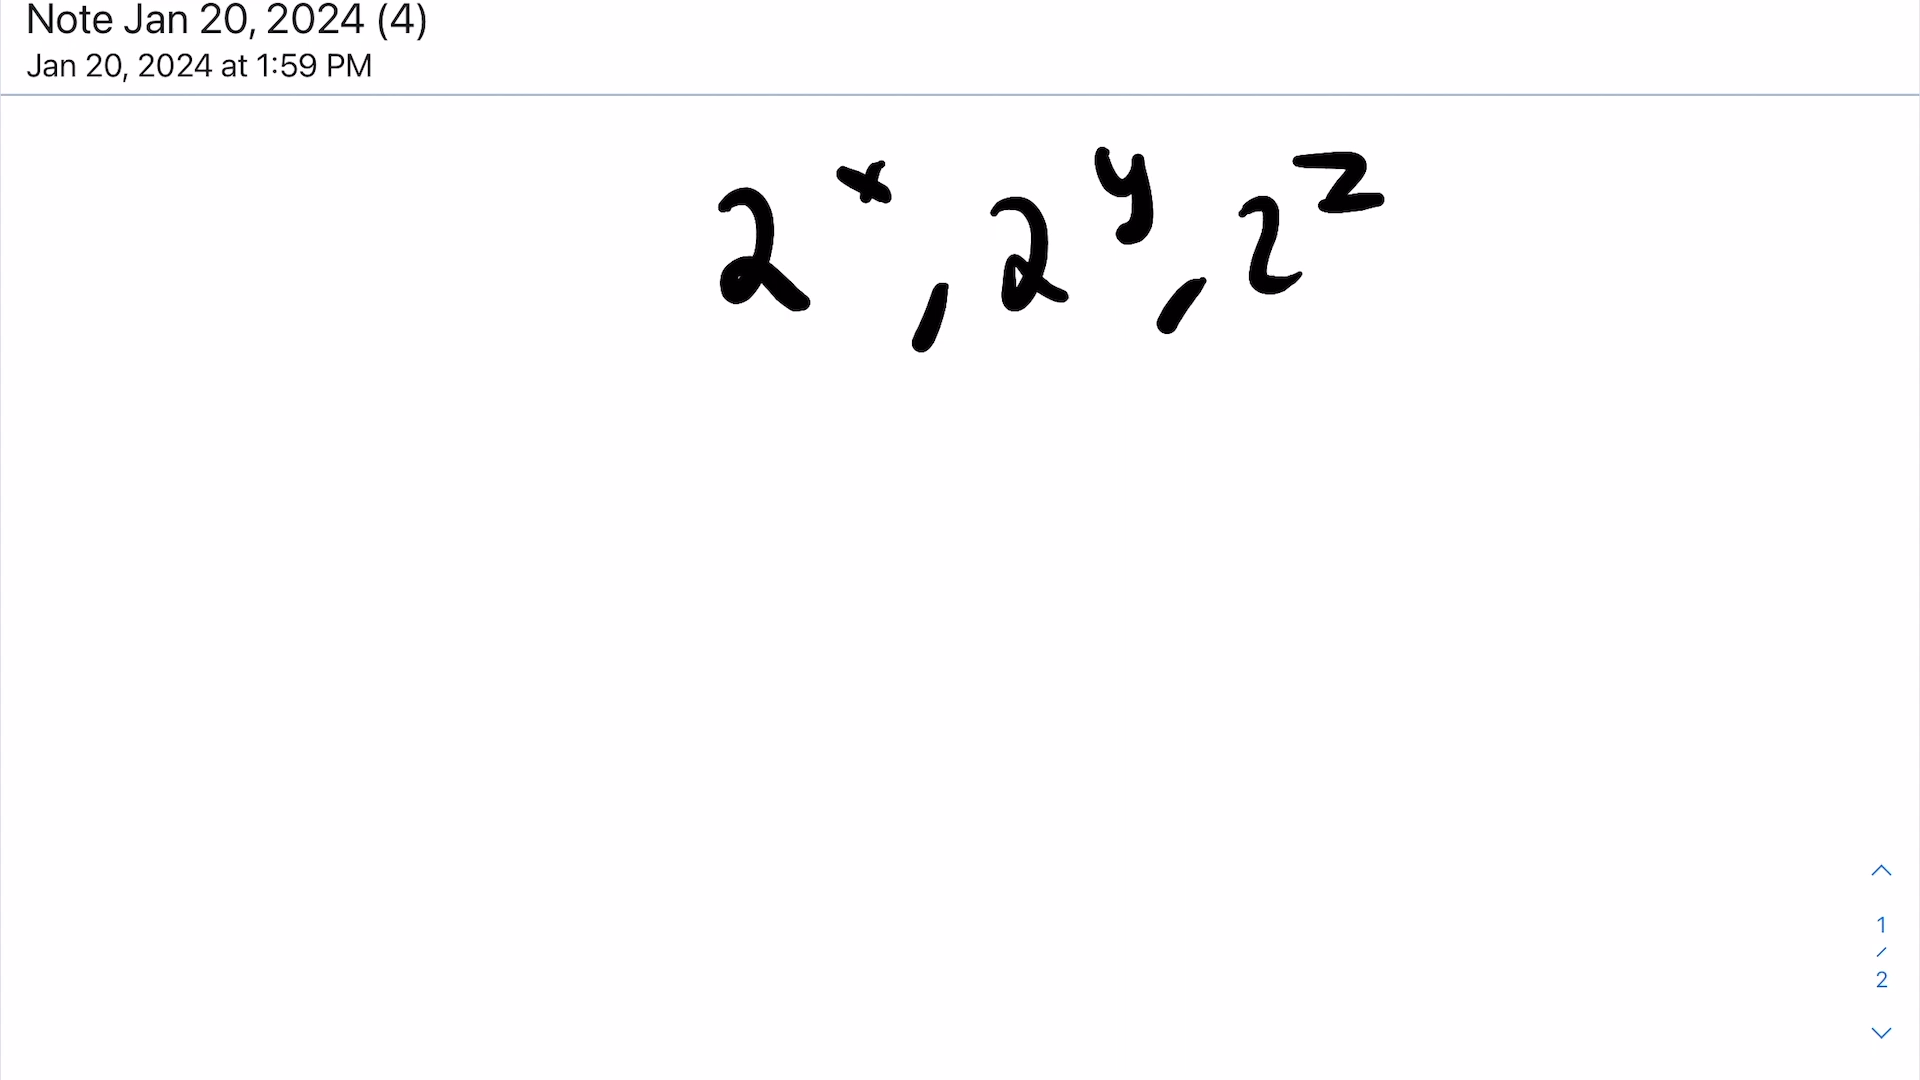 Note Jan 20, 2024 (4)
Jan 20, 2024 at 1:59 PM
2^x, 2^y, 2^z
1
/
2